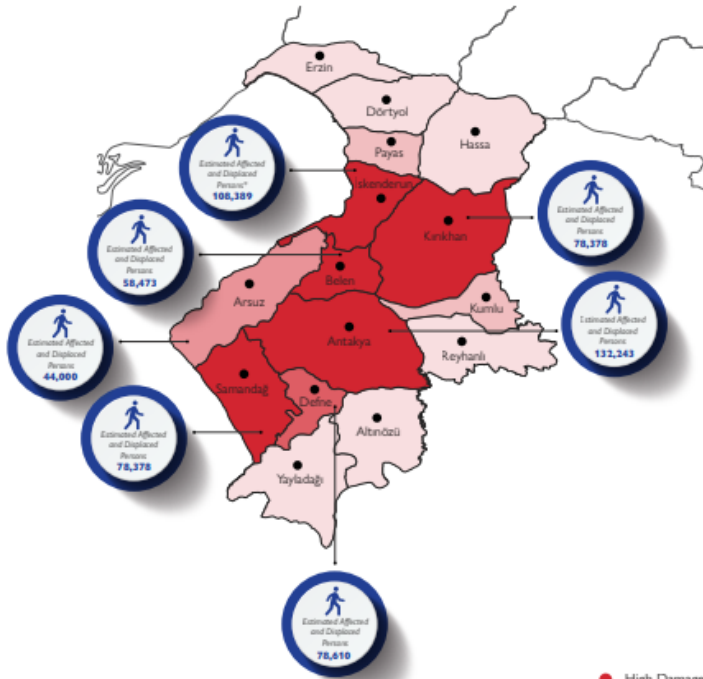 Erzin
Dörtyol
Hassa
Payas
Estimated Affected
and Displaced
Persons*
108,389
İskenderun
Kırıkhan
Estimated Affected
and Displaced
Persons
78,378
Estimated Affected
and Displaced
Persons
58,473
Belen
Arsuz
Kumlu
Antakya
Reyhanlı
Estimated Affected
and Displaced
Persons
132,243
Estimated Affected
and Displaced
Persons
44,000
Samandağ
Defne
Altınözü
Estimated Affected
and Displaced
Persons
78,378
Yayladağı
Estimated Affected
and Displaced
Persons
78,610
High Damage